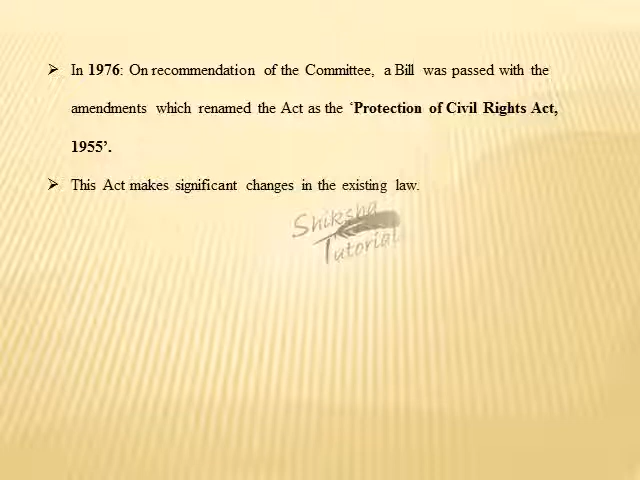 ➢ In 1976: On recommendation of the Committee, a Bill was passed with the
amendments which renamed the Act as the ‘Protection of Civil Rights Act,
1955’.
➢ This Act makes significant changes in the existing law.
Shiksha
Tutorial